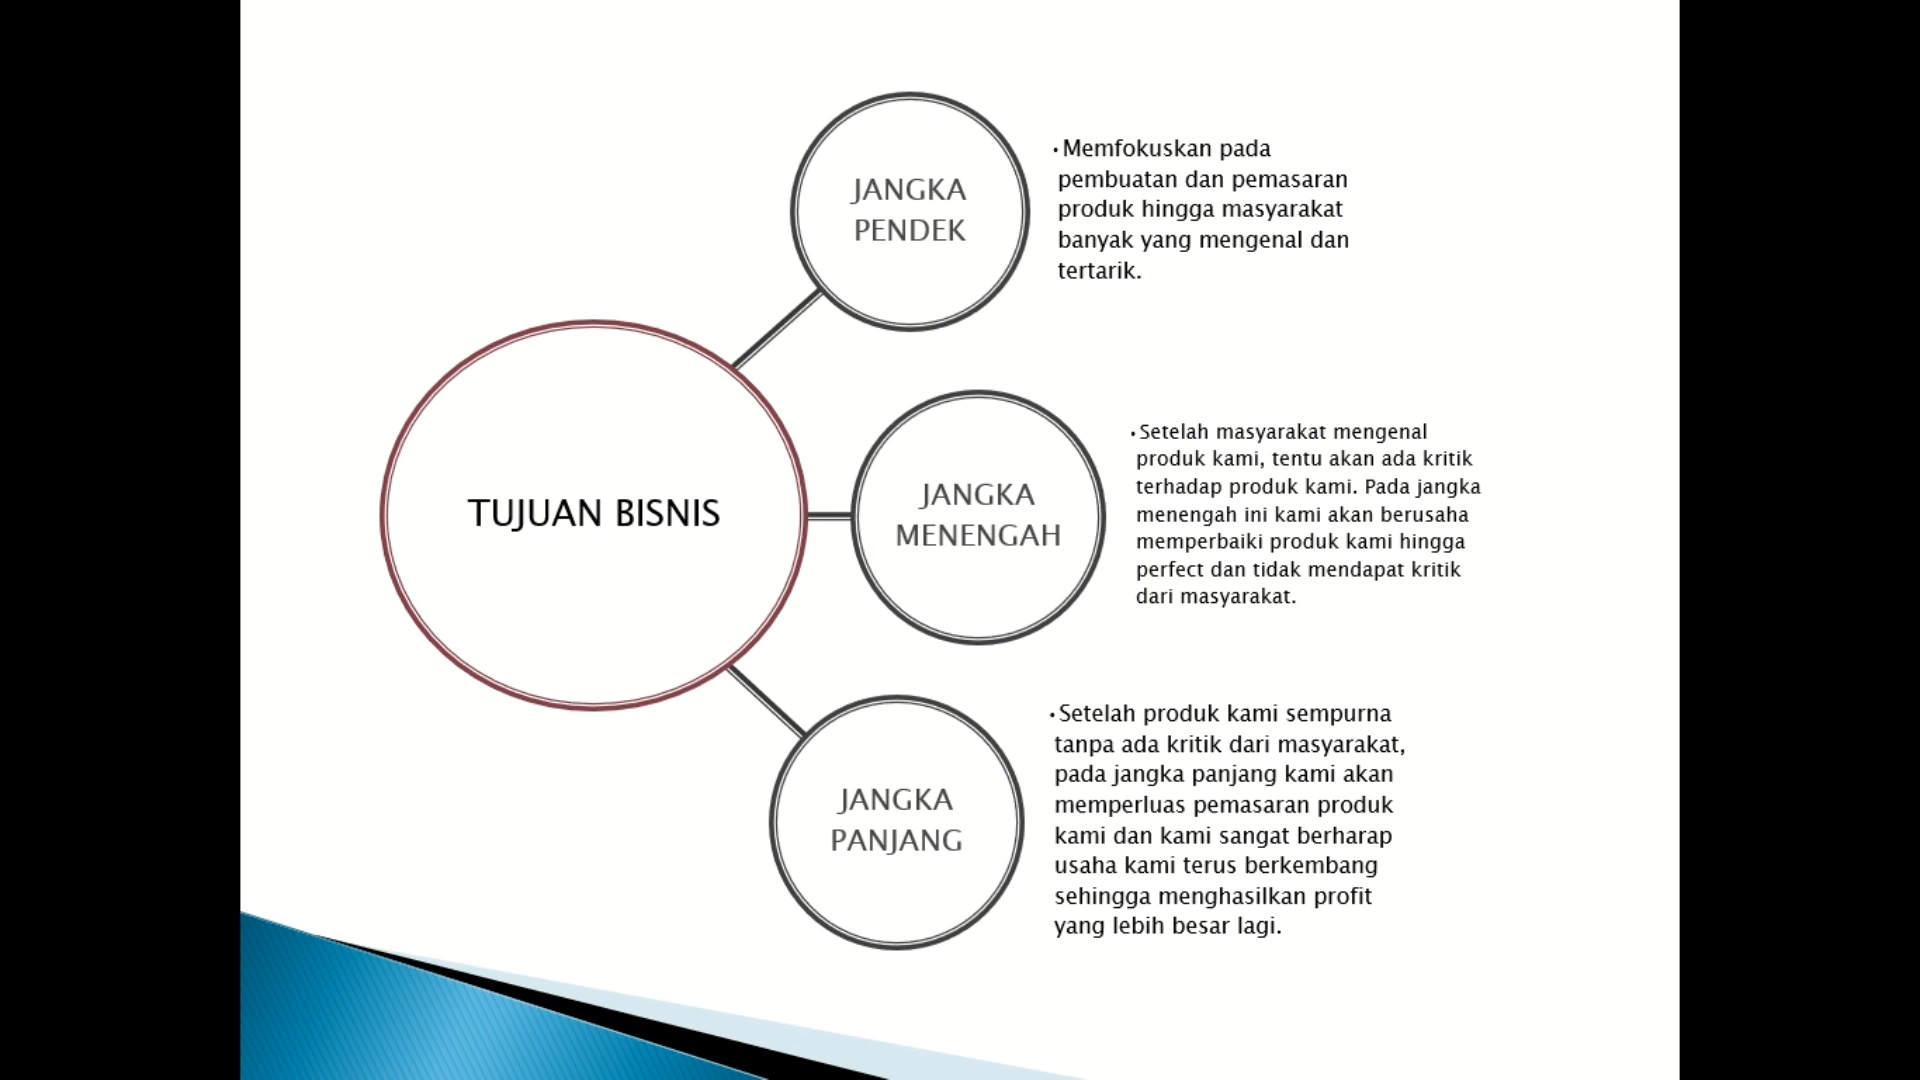 TUJUAN BISNIS
JANGKA
PENDEK
•Memfokuskan pada
pembuatan dan pemasaran
produk hingga masyarakat
banyak yang mengenal dan
tertarik.
JANGKA
MENENGAH
•Setelah masyarakat mengenal
produk kami, tentu akan ada kritik
terhadap produk kami. Pada jangka
menengah ini kami akan berusaha
memperbaiki produk kami hingga
perfect dan tidak mendapat kritik
dari masyarakat.
JANGKA
PANJANG
•Setelah produk kami sempurna
tanpa ada kritik dari masyarakat,
pada jangka panjang kami akan
memperluas pemasaran produk
kami dan kami sangat berharap
usaha kami terus berkembang
sehingga menghasilkan profit
yang lebih besar lagi.